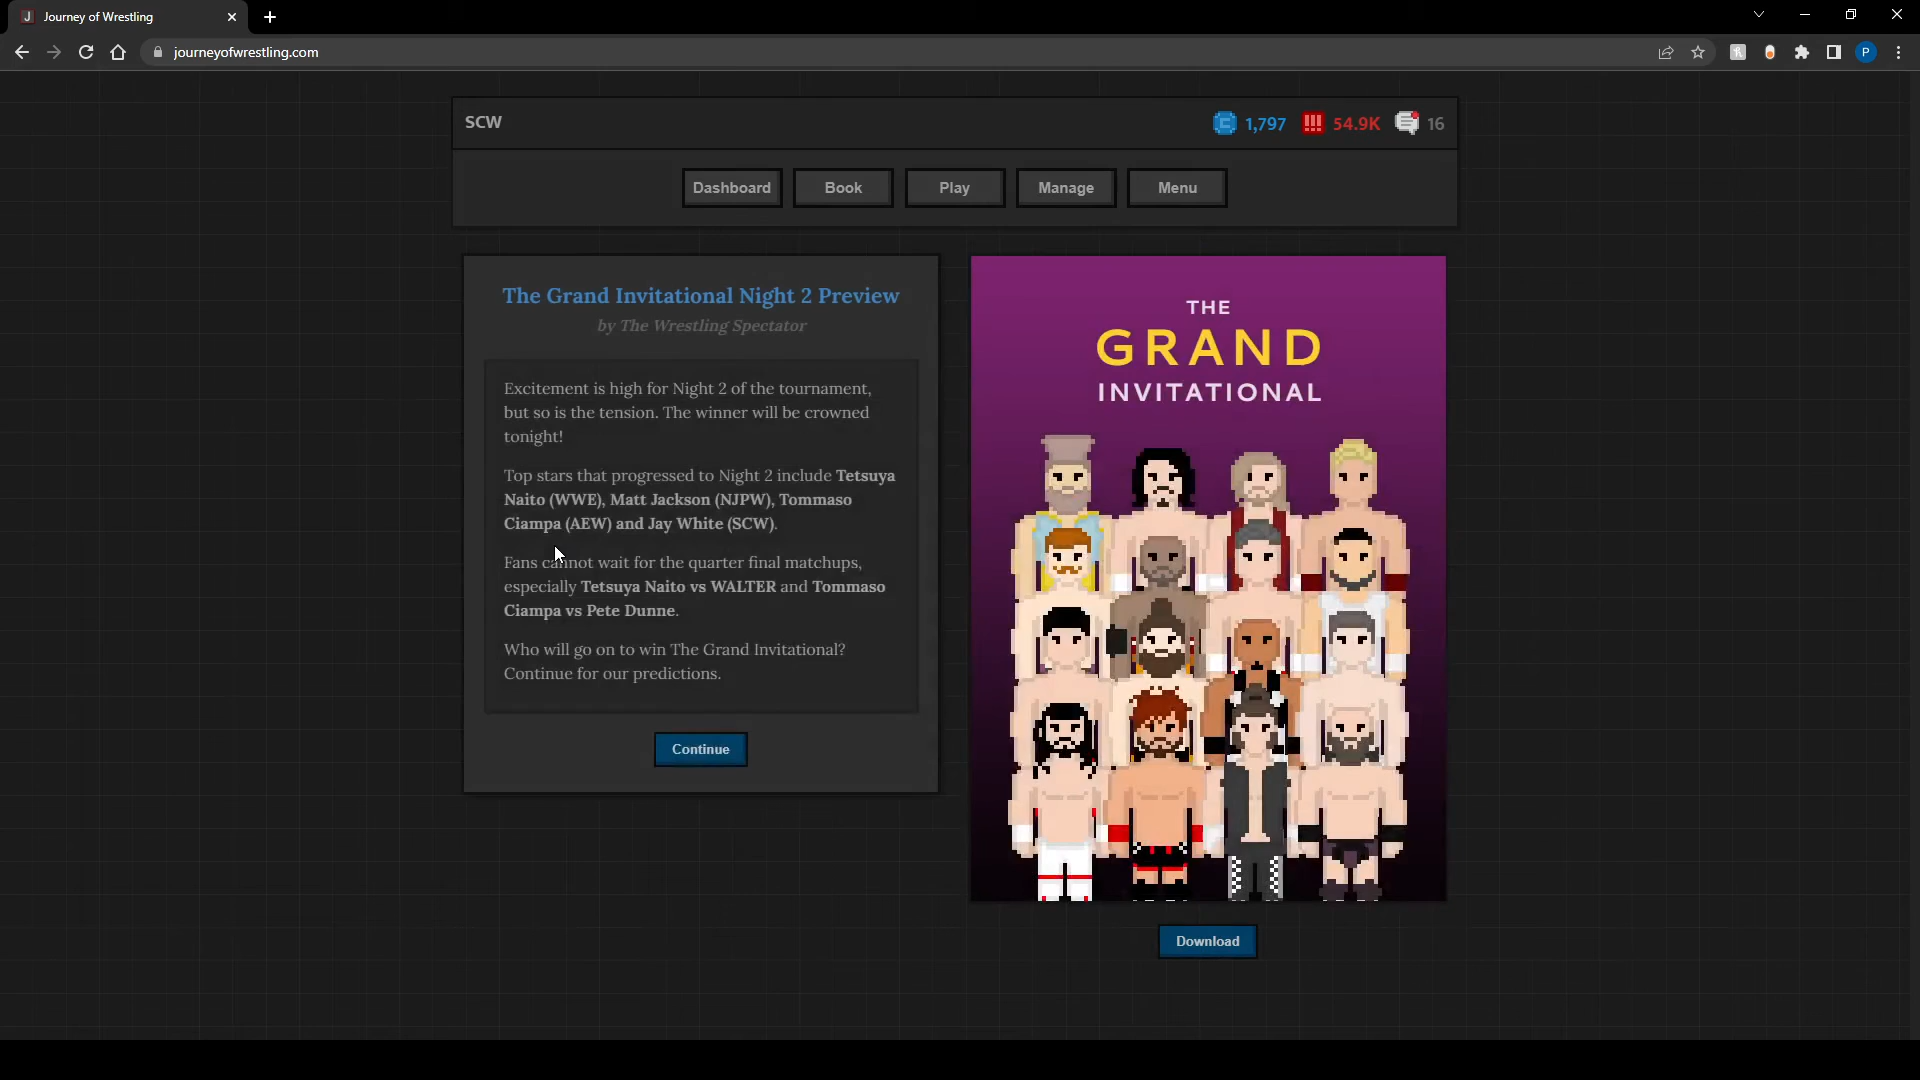 Journey of Wrestling
journeyofwrestling.com
P
SCW
1,797
54.9K
16
Dashboard
Book
Play
Manage
Menu
The Grand Invitational Night 2 Preview
by The Wrestling Spectator
Excitement is high for Night 2 of the tournament,
but so is the tension. The winner will be crowned
tonight!
Top stars that progressed to Night 2 include Tetsuya
Naito (WWE), Matt Jackson (NJPW), Tommaso
Ciampa (AEW) and Jay White (SCW).
Fans cannot wait for the quarter final matchups,
especially Tetsuya Naito vs WALTER and Tommaso
Ciampa vs Pete Dunne.
Who will go on to win The Grand Invitational?
Continue for our predictions.
Continue
THE
GRAND
INVITATIONAL
Download